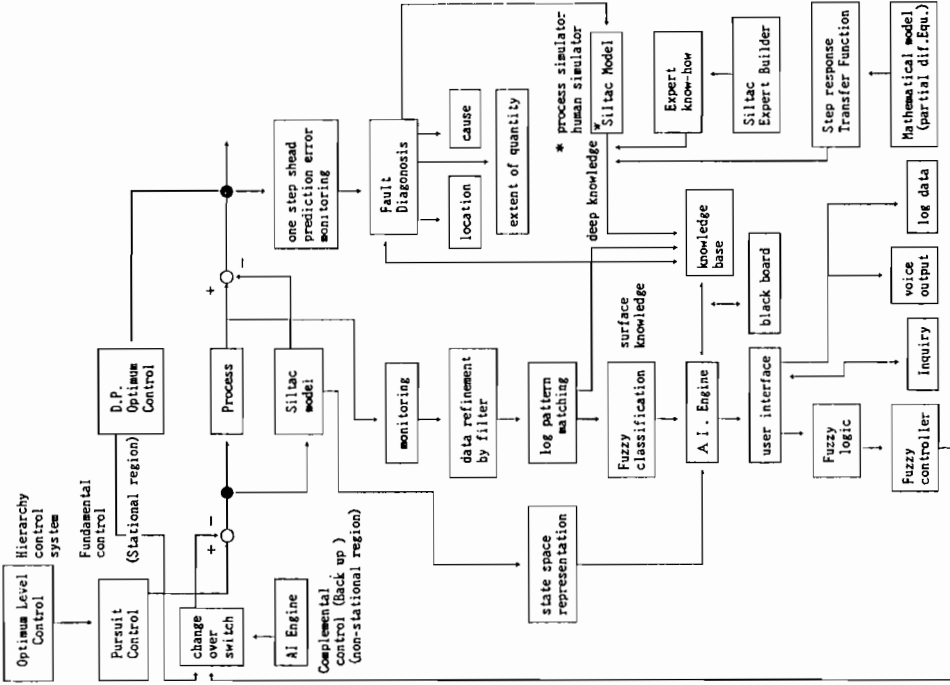 Optimum Level
Control
Hierarchy
control
system
Pursuit
Control
Fundamental
control
(Stational region)
change
over
switch
AI Engine
Complemental
control (Back up )
(non-stational region)
+
-
D.P.
Optimum
Control
Process
Siltac
model
+
-
one step shead
prediction error
monitoring
Fault
Diagonosis
location
cause
extent of quantity
* process simulator
human simulator
*
Siltac Model
deep knowledge
Expert
know-how
Siltac
Expert Builder
Step response
Transfer Function
Mathematical model
(partial dif.Equ.)
monitoring
data refinement
by filter
log pattern
matching
Fuzzy
classification
surface
knowledge
state space
representation
A I. Engine
knowledge
base
black board
user interface
Fuzzy
logic
Fuzzy
controller
inquiry
voice
output
log data